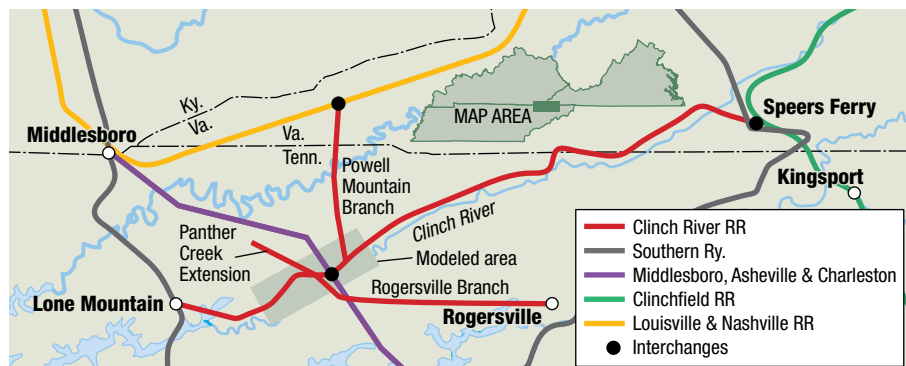 Ky.
Va.
Middlesboro
Va.
Tenn.
MAP AREA
Speers Ferry
Kingsport
Powell
Mountain
Branch
Clinch River
Panther
Creek
Extension
Modeled area
Lone Mountain
Rogersville Branch
Rogersville
Clinch River RR
Southern Ry.
Middlesboro, Asheville & Charleston
Clinchfield RR
Louisville & Nashville RR
Interchanges